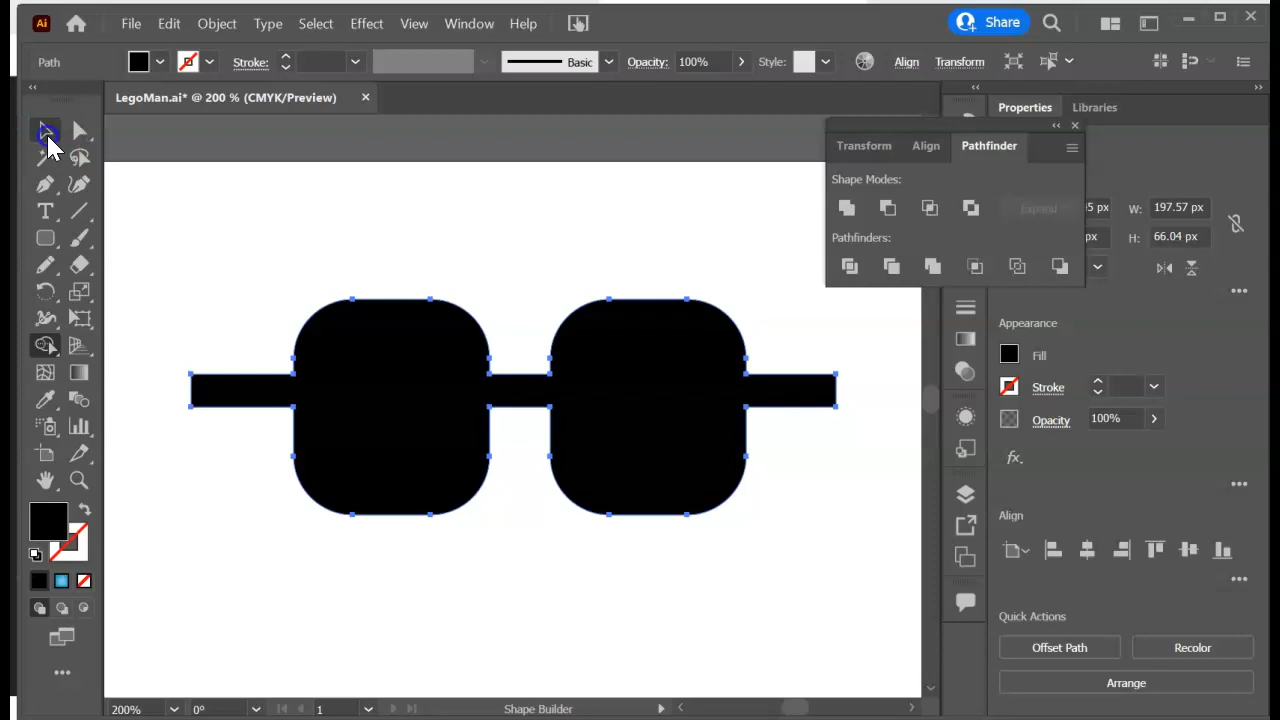 Ai File Edit Object Type Select Effect View Window Help Share
Path Stroke: Basic Opacity: 100% Style: Align Transform
LegoMan.ai* @ 200 % (CMYK/Preview)
Properties Libraries
Transform Align Pathfinder
Shape Modes:
Expand
px W: 197.57 px
Pathfinders:
px H: 66.04 px
Appearance
Fill
Stroke
Opacity 100%
fx.
Align
Quick Actions
Offset Path Recolor
Arrange
200% 0° 1 Shape Builder